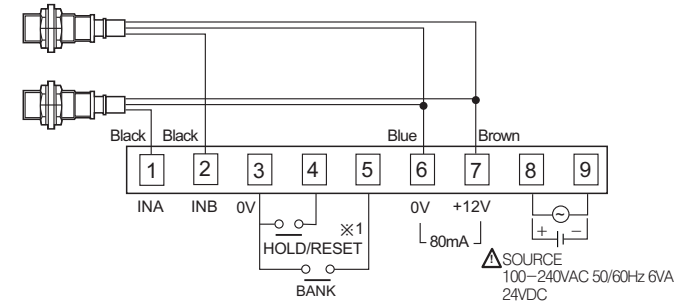 Black Black Blue Brown
1 2 3 4 5 6 7 8 9
INA INB 0V 0V +12V
※1
HOLD/RESET
80mA
+ −
BANK
SOURCE
100−240VAC 50/60Hz 6VA
24VDC